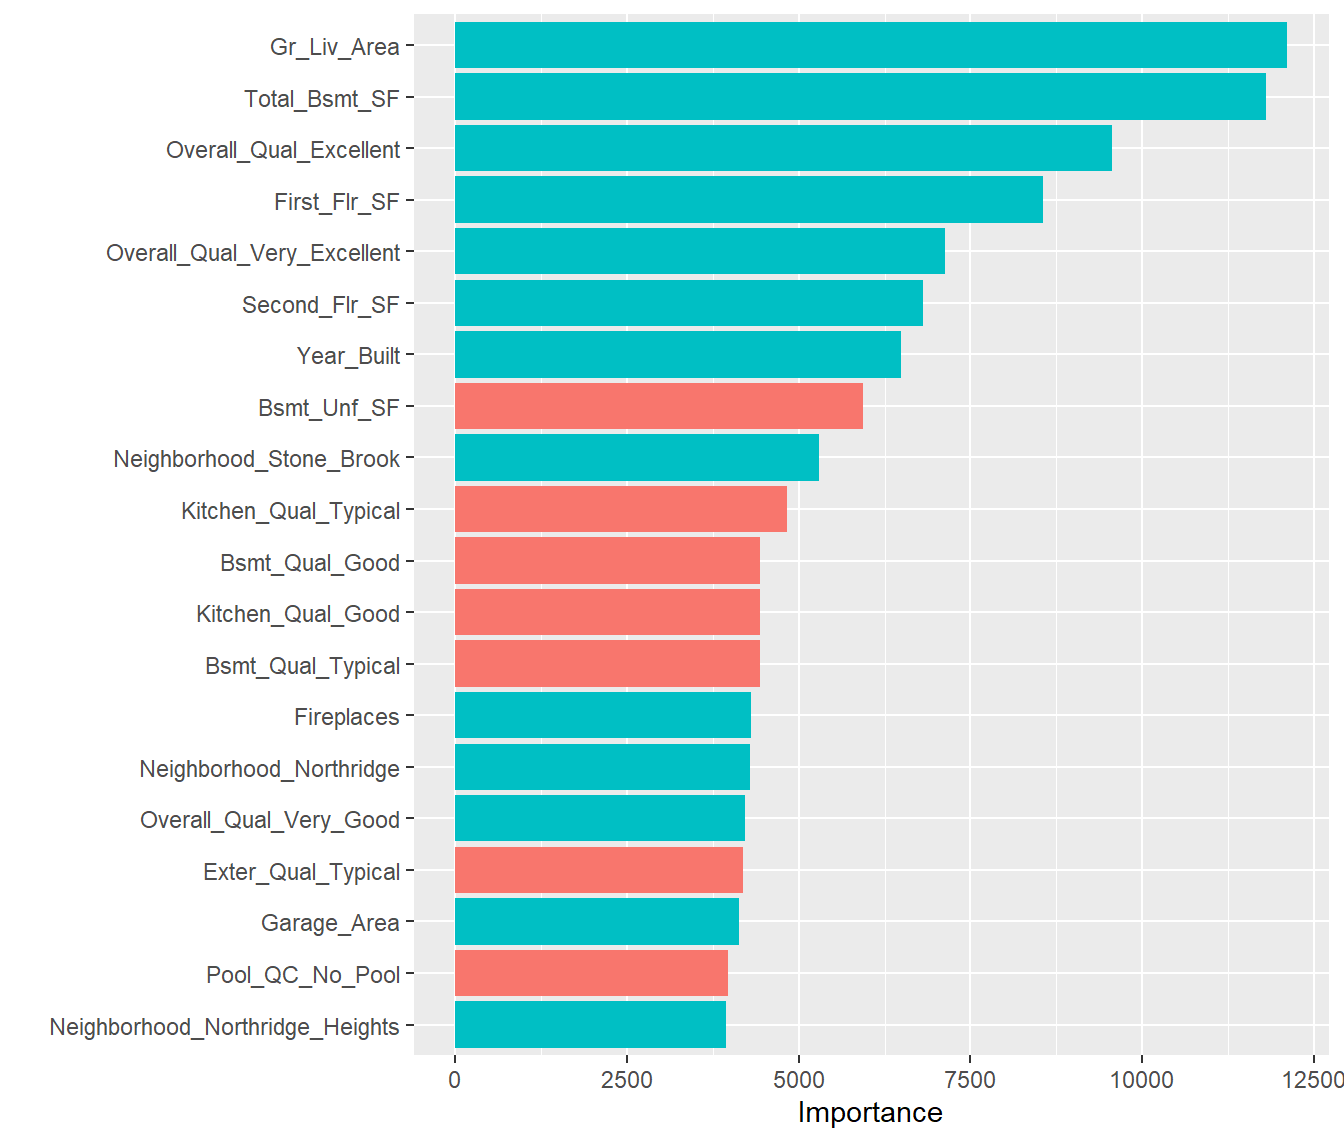 Gr_Liv_Area
Total_Bsmt_SF
Overall_Qual_Excellent
First_Flr_SF
Overall_Qual_Very_Excellent
Second_Flr_SF
Year_Built
Bsmt_Unf_SF
Neighborhood_Stone_Brook
Kitchen_Qual_Typical
Bsmt_Qual_Good
Kitchen_Qual_Good
Bsmt_Qual_Typical
Fireplaces
Neighborhood_Northridge
Overall_Qual_Very_Good
Exter_Qual_Typical
Garage_Area
Pool_QC_No_Pool
Neighborhood_Northridge_Heights
0 2500 5000 7500 10000 12500
Importance